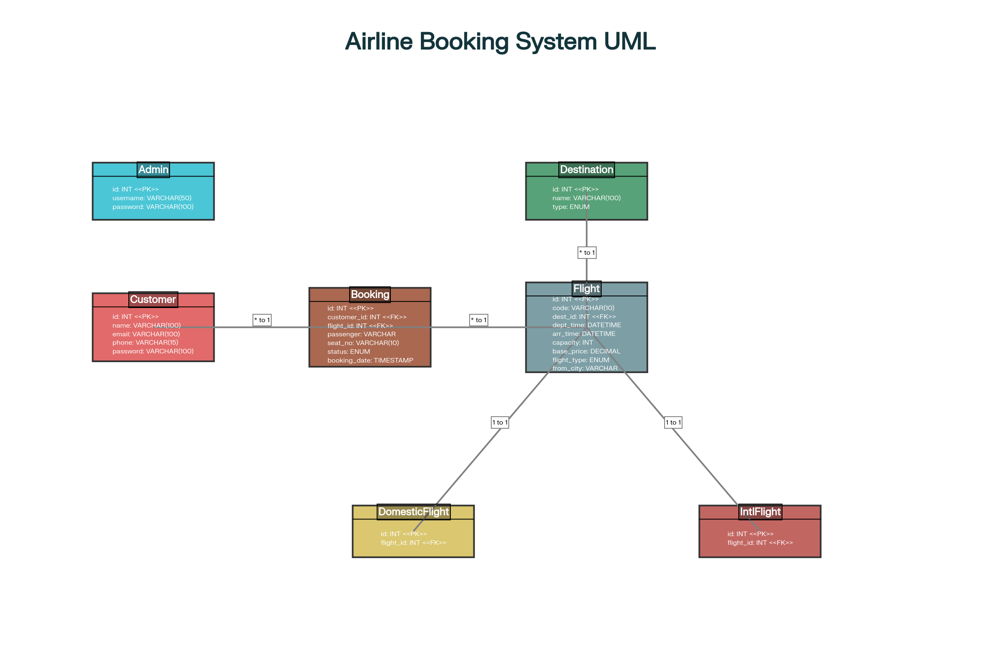 Airline Booking System UML
Admin
id: INT <<PK>>
username: VARCHAR(50)
password: VARCHAR(100)
Destination
id: INT <<PK>>
name: VARCHAR(100)
type: ENUM
* to 1
Customer
id: INT <<PK>>
name: VARCHAR(100)
email: VARCHAR(100)
phone: VARCHAR(15)
password: VARCHAR(100)
* to 1
Booking
id: INT <<PK>>
customer_id: INT <<FK>>
flight_id: INT <<FK>>
passenger: VARCHAR
seat_no: VARCHAR(10)
status: ENUM
booking_date: TIMESTAMP
* to 1
Flight
id: INT <<PK>>
code: VARCHAR(10)
dest_id: INT <<FK>>
dept_time: DATETIME
arr_time: DATETIME
capacity: INT
base_price: DECIMAL
flight_type: ENUM
from_city: VARCHAR
1 to 1
1 to 1
DomesticFlight
id: INT <<PK>>
flight_id: INT <<FK>>
IntlFlight
id: INT <<PK>>
flight_id: INT <<FK>>